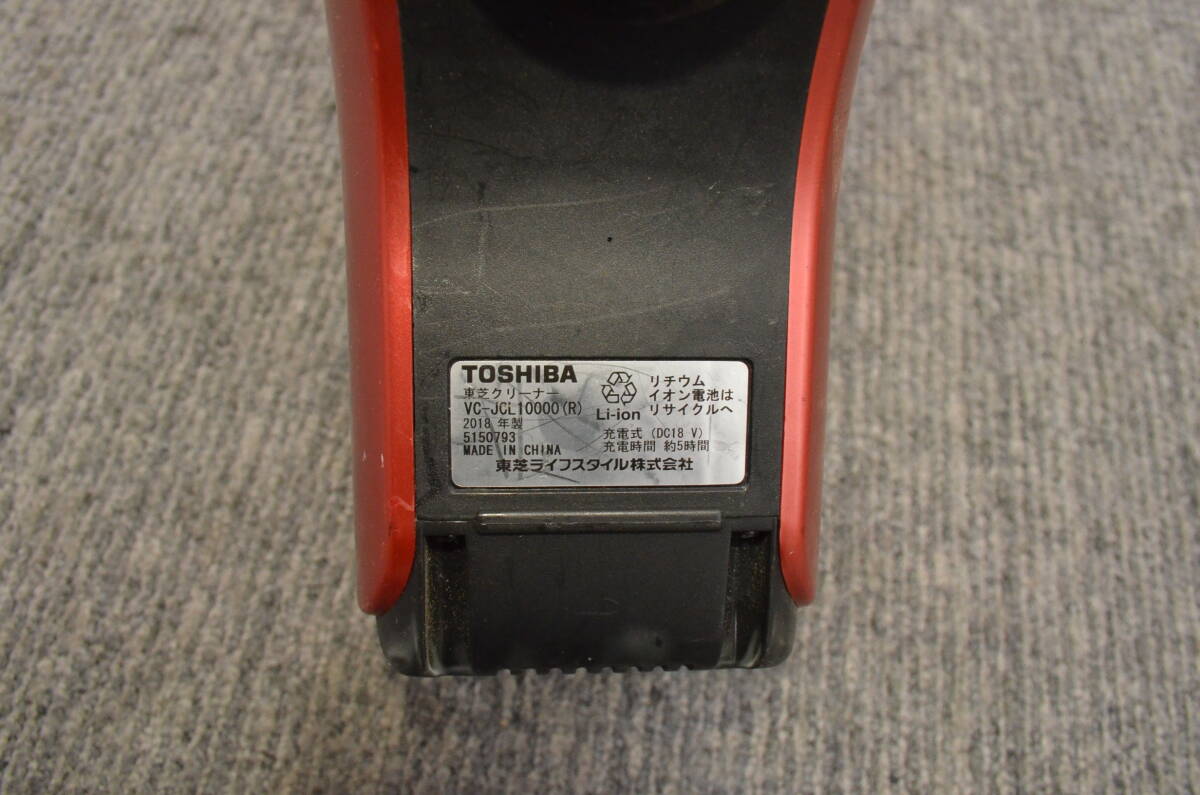 TOSHIBA
東芝クリーナー
VC-JCL10000(R)
2018 年製
5150793
MADE IN CHINA
Li-ion
リチウム
イオン電池は
リサイクルへ
充電式 (DC18 V)
充電時間 約5時間
東芝ライフスタイル株式会社